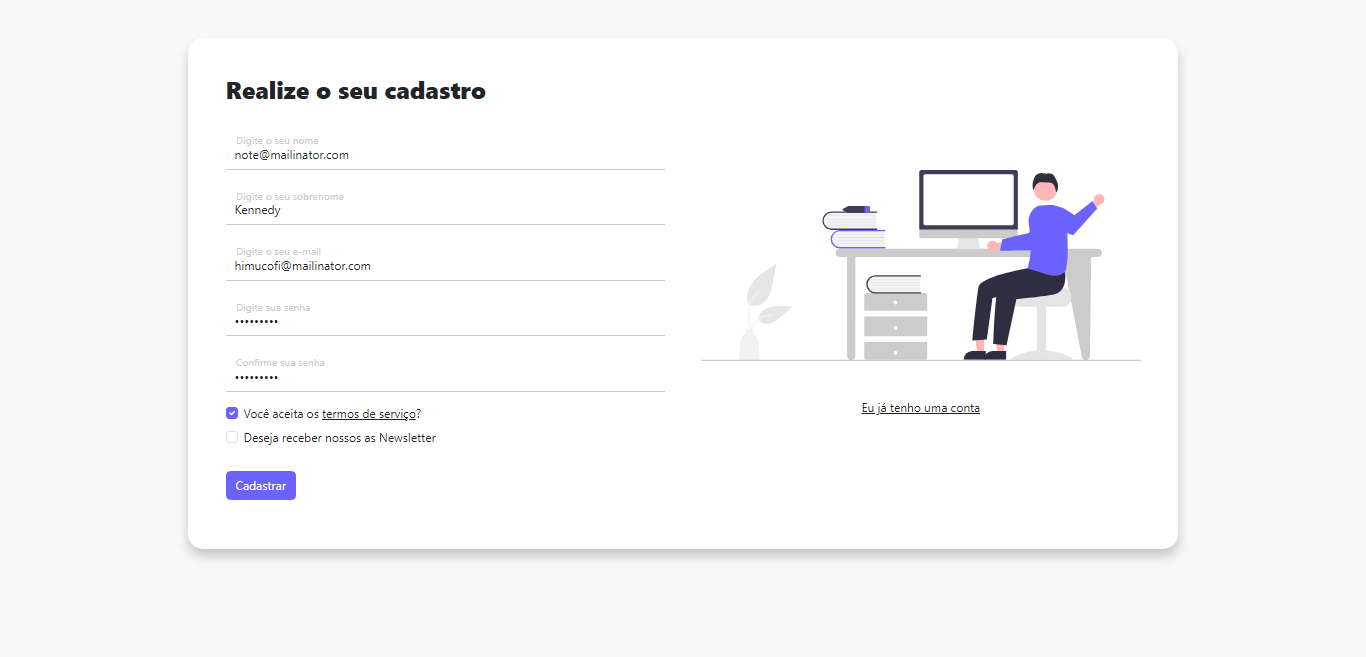 Realize o seu cadastro
Digite o seu nome
note@mailinator.com
Digite o seu sobrenome
Kennedy
Digite o seu e-mail
himucofi@mailinator.com
Digite sua senha
•••••••••
Confirme sua senha
•••••••••
Você aceita os termos de serviço?
Deseja receber nossos as Newsletter
Cadastrar
Eu já tenho uma conta